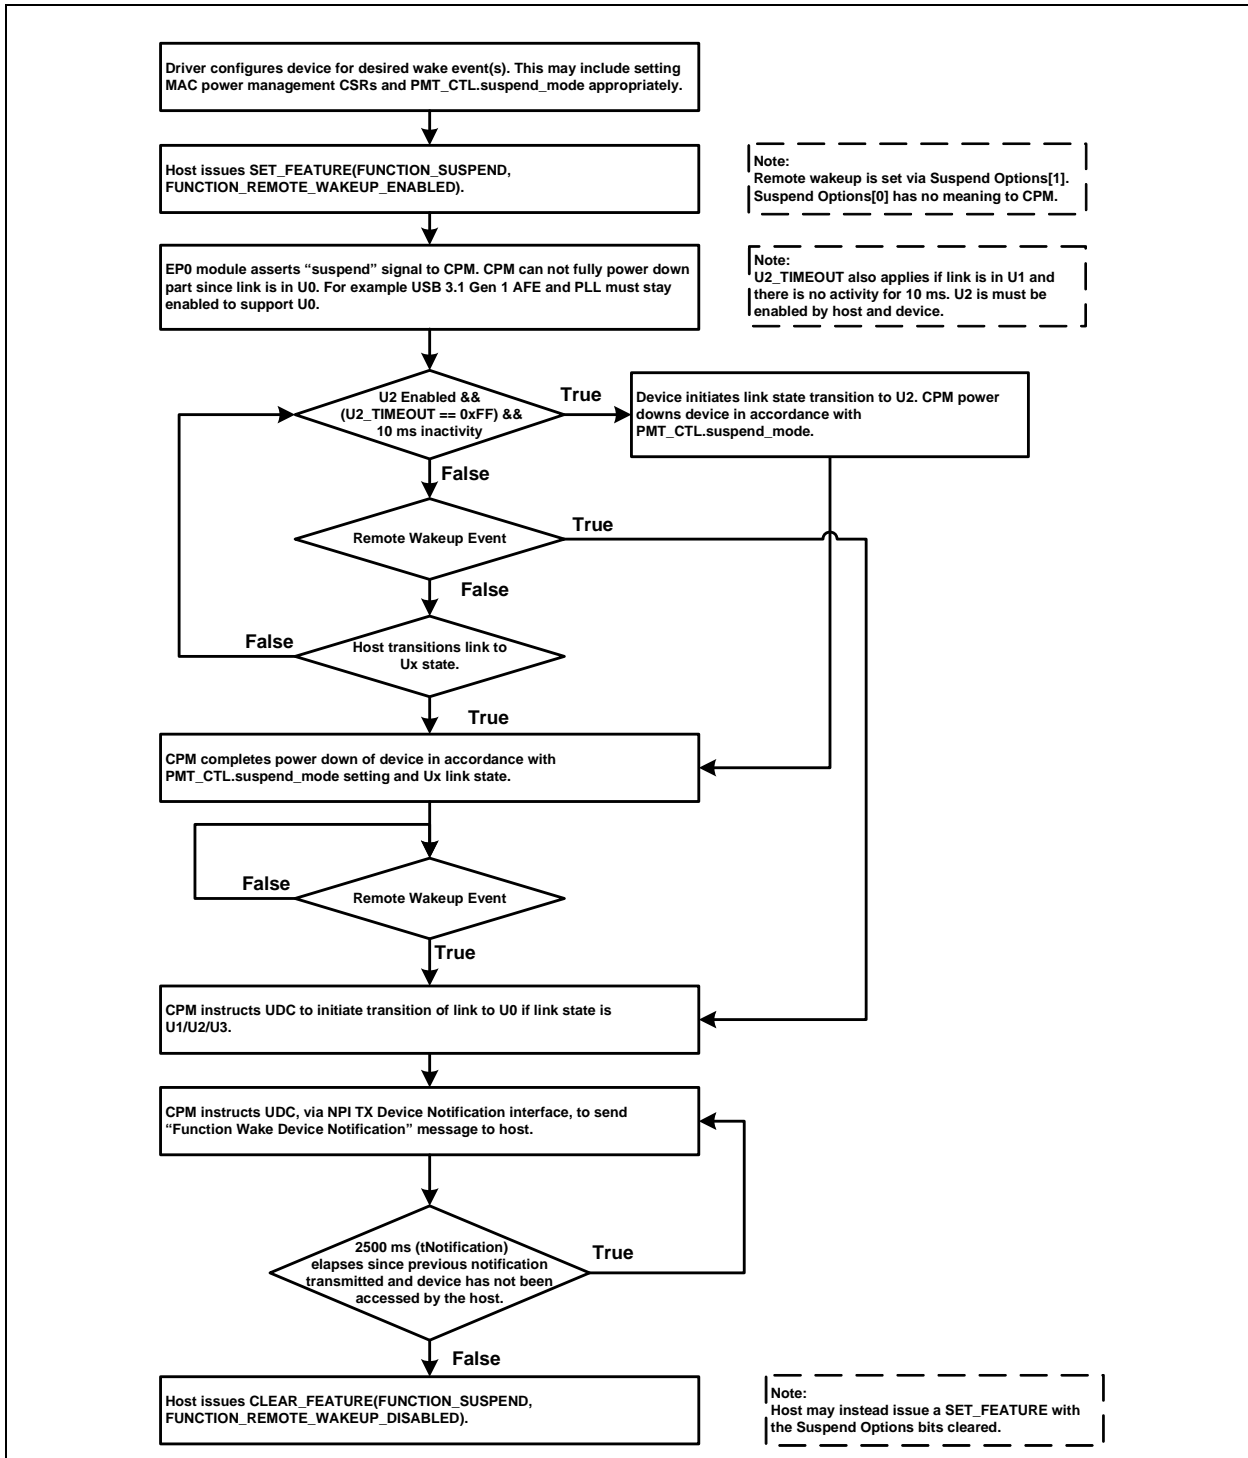 Driver configures device for desired wake event(s). This may include setting
MAC power management CSRs and PMT_CTL.suspend_mode appropriately.
Host issues SET_FEATURE(FUNCTION_SUSPEND,
FUNCTION_REMOTE_WAKEUP_ENABLED).
Note:
Remote wakeup is set via Suspend Options[1].
Suspend Options[0] has no meaning to CPM.
EP0 module asserts “suspend” signal to CPM. CPM can not fully power down
part since link is in U0. For example USB 3.1 Gen 1 AFE and PLL must stay
enabled to support U0.
Note:
U2_TIMEOUT also applies if link is in U1 and
there is no activity for 10 ms. U2 is must be
enabled by host and device.
U2 Enabled &&
(U2_TIMEOUT == 0xFF) &&
10 ms inactivity
True
Device initiates link state transition to U2. CPM power
downs device in accordance with
PMT_CTL.suspend_mode.
False
Remote Wakeup Event
True
False
Host transitions link to
Ux state.
False
True
CPM completes power down of device in accordance with
PMT_CTL.suspend_mode setting and Ux link state.
Remote Wakeup Event
False
True
CPM instructs UDC to initiate transition of link to U0 if link state is
U1/U2/U3.
CPM instructs UDC, via NPI TX Device Notification interface, to send
“Function Wake Device Notification” message to host.
2500 ms (tNotification)
elapses since previous notification
transmitted and device has not been
accessed by the host.
True
False
Host issues CLEAR_FEATURE(FUNCTION_SUSPEND,
FUNCTION_REMOTE_WAKEUP_DISABLED).
Note:
Host may instead issue a SET_FEATURE with
the Suspend Options bits cleared.